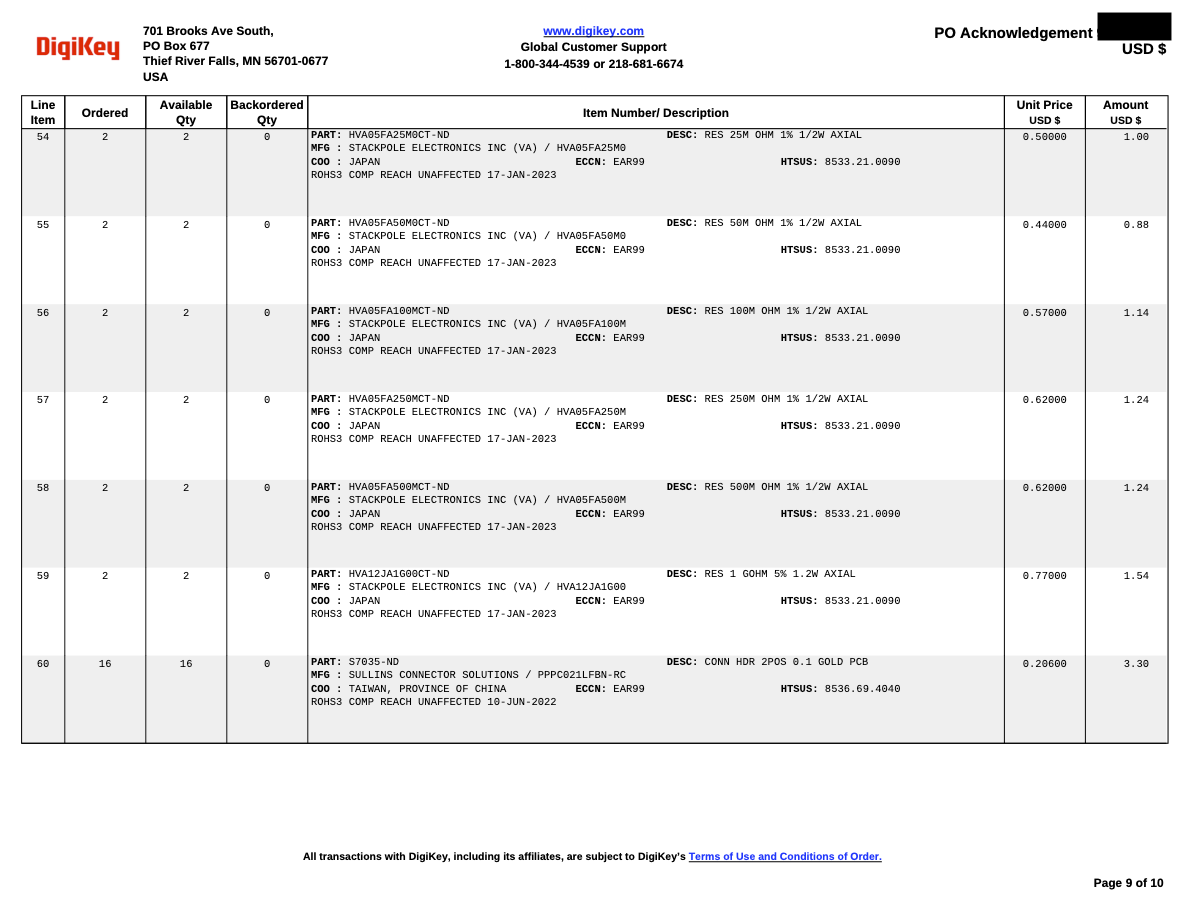 DigiKey
701 Brooks Ave South,
PO Box 677
Thief River Falls, MN 56701-0677
USA
www.digikey.com
Global Customer Support
1-800-344-4539 or 218-681-6674
PO Acknowledgement
USD $
Line Item Ordered Available Qty Backordered Qty Item Number/ Description Unit Price USD $ Amount USD $
54 2 2 0 PART: HVA05FA25M0CT-ND DESC: RES 25M OHM 1% 1/2W AXIAL 0.50000 1.00
MFG : STACKPOLE ELECTRONICS INC (VA) / HVA05FA25M0
COO : JAPAN ECCN: EAR99 HTSUS: 8533.21.0090
ROHS3 COMP REACH UNAFFECTED 17-JAN-2023
55 2 2 0 PART: HVA05FA50M0CT-ND DESC: RES 50M OHM 1% 1/2W AXIAL 0.44000 0.88
MFG : STACKPOLE ELECTRONICS INC (VA) / HVA05FA50M0
COO : JAPAN ECCN: EAR99 HTSUS: 8533.21.0090
ROHS3 COMP REACH UNAFFECTED 17-JAN-2023
56 2 2 0 PART: HVA05FA100MCT-ND DESC: RES 100M OHM 1% 1/2W AXIAL 0.57000 1.14
MFG : STACKPOLE ELECTRONICS INC (VA) / HVA05FA100M
COO : JAPAN ECCN: EAR99 HTSUS: 8533.21.0090
ROHS3 COMP REACH UNAFFECTED 17-JAN-2023
57 2 2 0 PART: HVA05FA250MCT-ND DESC: RES 250M OHM 1% 1/2W AXIAL 0.62000 1.24
MFG : STACKPOLE ELECTRONICS INC (VA) / HVA05FA250M
COO : JAPAN ECCN: EAR99 HTSUS: 8533.21.0090
ROHS3 COMP REACH UNAFFECTED 17-JAN-2023
58 2 2 0 PART: HVA05FA500MCT-ND DESC: RES 500M OHM 1% 1/2W AXIAL 0.62000 1.24
MFG : STACKPOLE ELECTRONICS INC (VA) / HVA05FA500M
COO : JAPAN ECCN: EAR99 HTSUS: 8533.21.0090
ROHS3 COMP REACH UNAFFECTED 17-JAN-2023
59 2 2 0 PART: HVA12JA1G00CT-ND DESC: RES 1 GOHM 5% 1.2W AXIAL 0.77000 1.54
MFG : STACKPOLE ELECTRONICS INC (VA) / HVA12JA1G00
COO : JAPAN ECCN: EAR99 HTSUS: 8533.21.0090
ROHS3 COMP REACH UNAFFECTED 17-JAN-2023
60 16 16 0 PART: S7035-ND DESC: CONN HDR 2POS 0.1 GOLD PCB 0.20600 3.30
MFG : SULLINS CONNECTOR SOLUTIONS / PPPC021LFBN-RC
COO : TAIWAN, PROVINCE OF CHINA ECCN: EAR99 HTSUS: 8536.69.4040
ROHS3 COMP REACH UNAFFECTED 10-JUN-2022
All transactions with DigiKey, including its affiliates, are subject to DigiKey's Terms of Use and Conditions of Order.
Page 9 of 10